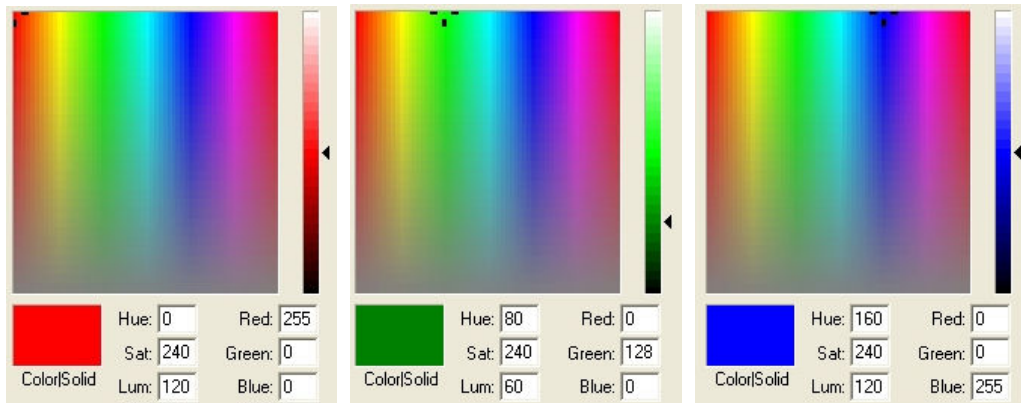 Hue: 0 Red: 255
Sat: 240 Green: 0
Color|Solid
Lum: 120 Blue: 0
Hue: 80 Red: 0
Sat: 240 Green: 128
Color|Solid
Lum: 60 Blue: 0
Hue: 160 Red: 0
Sat: 240 Green: 0
Color|Solid
Lum: 120 Blue: 255